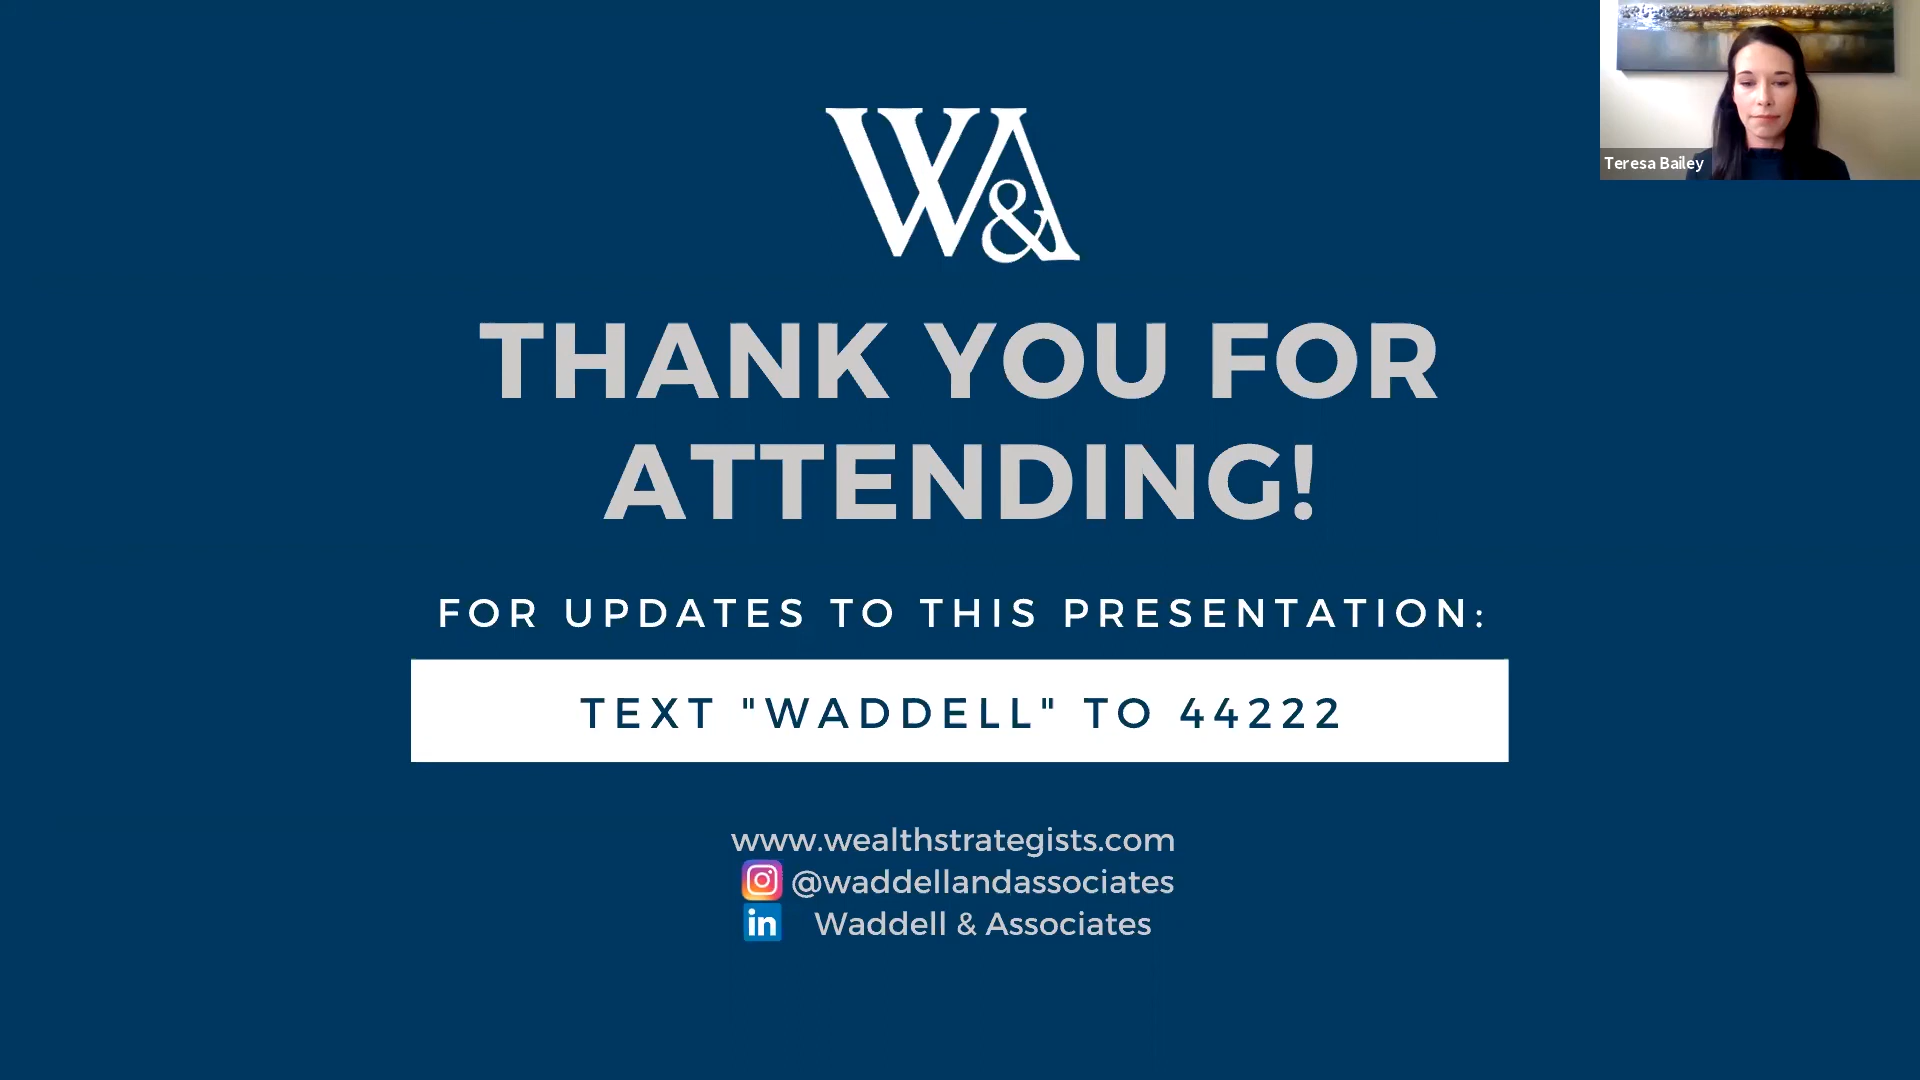 W&A
Teresa Bailey
THANK YOU FOR
ATTENDING!
FOR UPDATES TO THIS PRESENTATION:
TEXT "WADDELL" TO 44222
www.wealthstrategists.com
@waddellandassociates
in Waddell & Associates